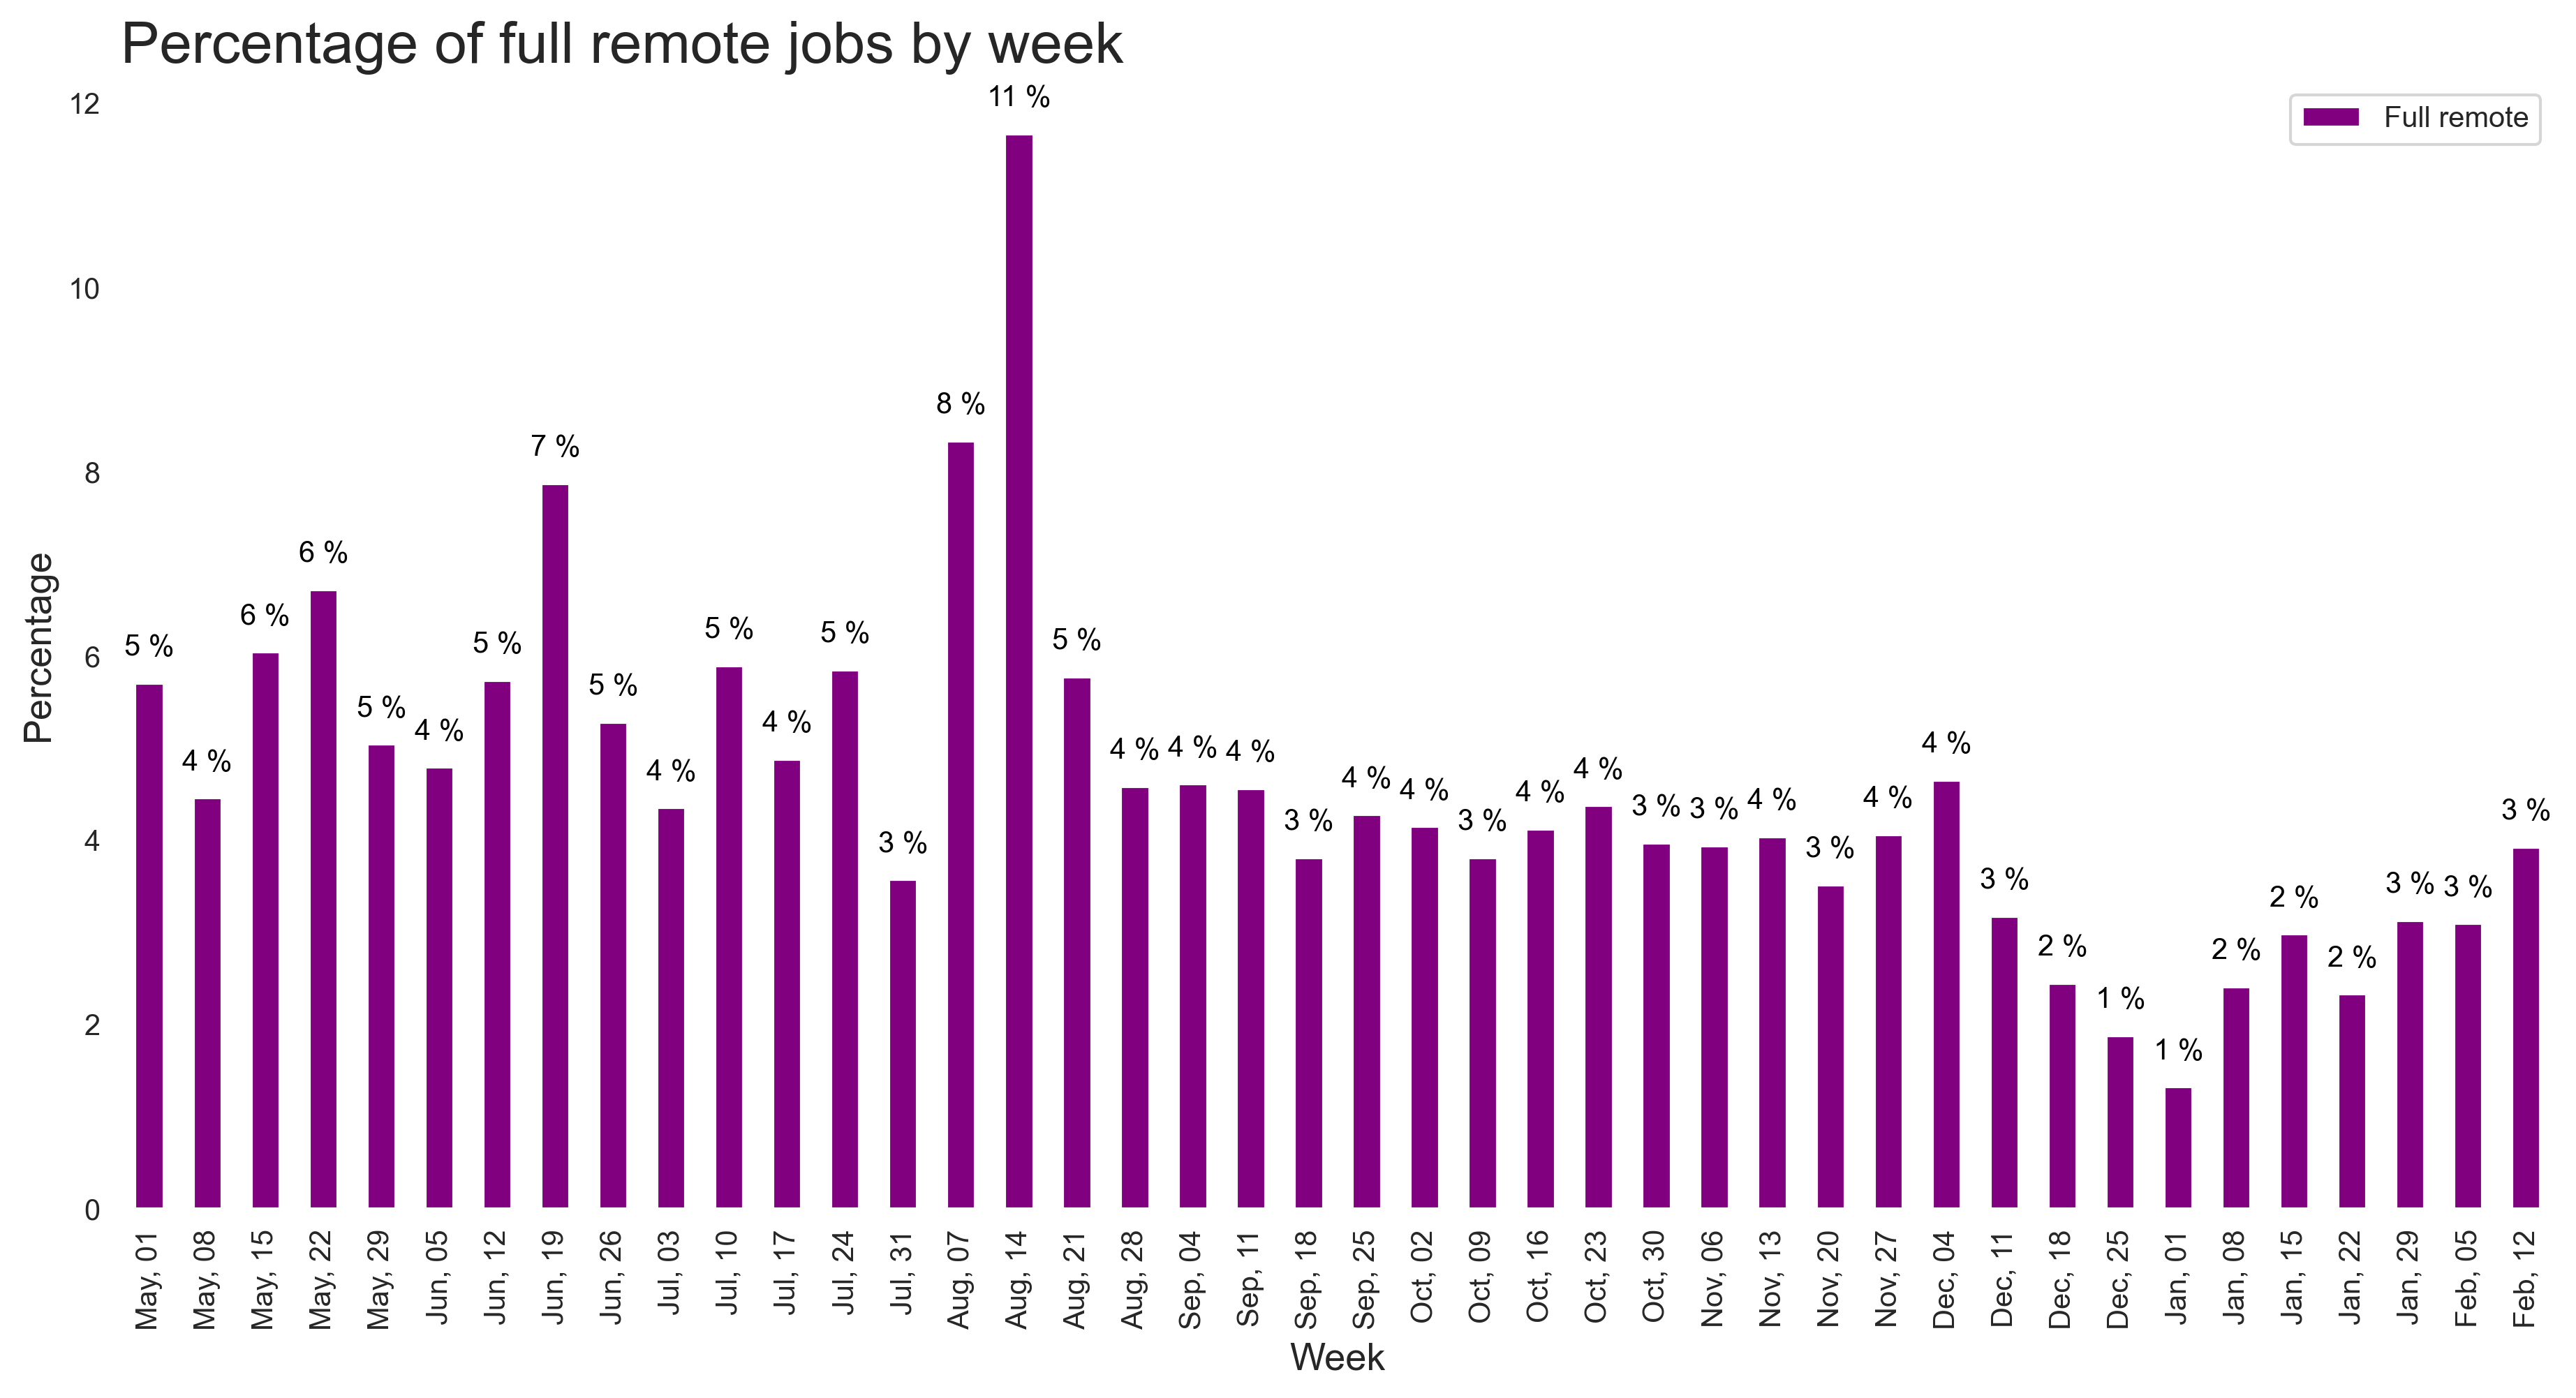 Percentage of full remote jobs by week
Full remote
Percentage
12
10
8
6
4
2
0
5 %
4 %
6 %
6 %
5 %
4 %
5 %
7 %
5 %
4 %
5 %
4 %
5 %
3 %
8 %
11 %
5 %
4 %
4 %
4 %
3 %
4 %
4 %
3 %
4 %
4 %
3 %
3 %
4 %
3 %
4 %
4 %
3 %
2 %
1 %
1 %
2 %
2 %
2 %
3 %
3 %
3 %
May, 01
May, 08
May, 15
May, 22
May, 29
Jun, 05
Jun, 12
Jun, 19
Jun, 26
Jul, 03
Jul, 10
Jul, 17
Jul, 24
Jul, 31
Aug, 07
Aug, 14
Aug, 21
Aug, 28
Sep, 04
Sep, 11
Sep, 18
Sep, 25
Oct, 02
Oct, 09
Oct, 16
Oct, 23
Oct, 30
Nov, 06
Nov, 13
Nov, 20
Nov, 27
Dec, 04
Dec, 11
Dec, 18
Dec, 25
Jan, 01
Jan, 08
Jan, 15
Jan, 22
Jan, 29
Feb, 05
Feb, 12
Week